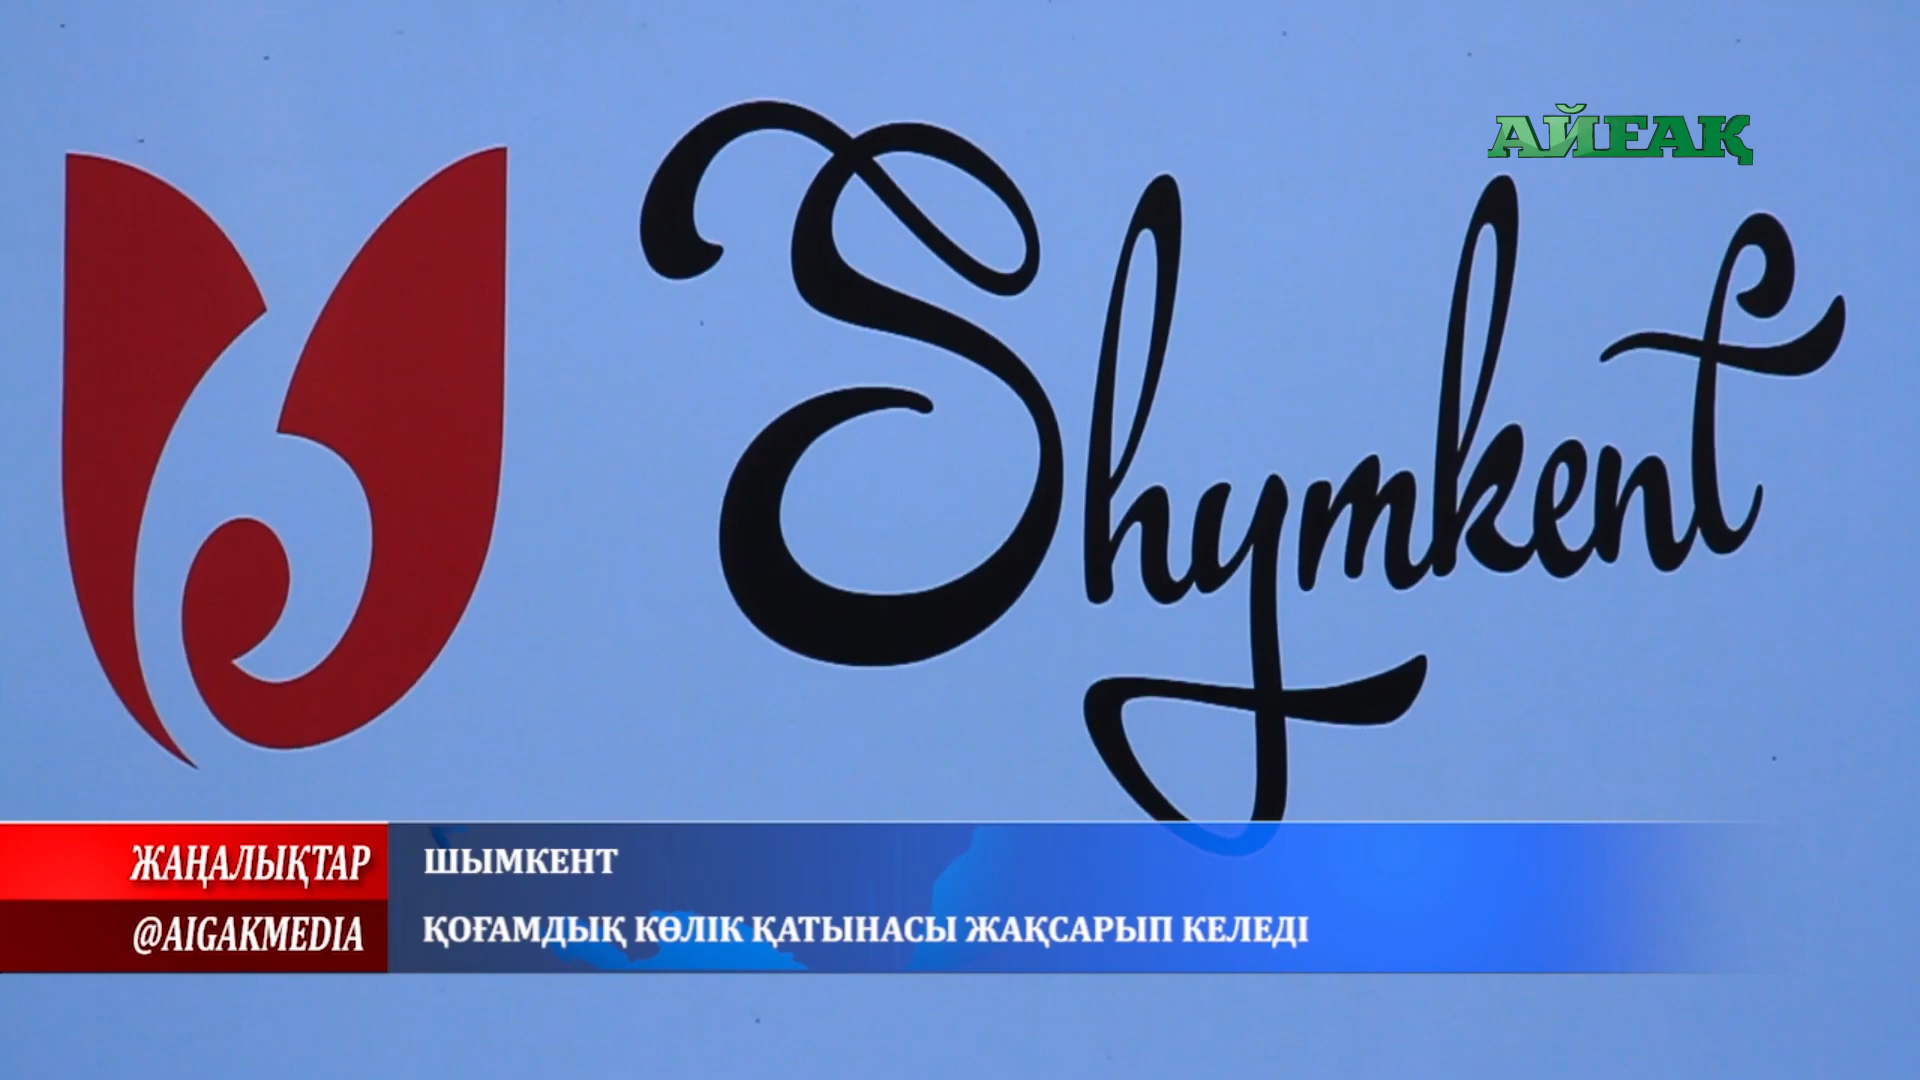 АЙҒАҚ
Shymkent
ЖАҢАЛЫҚТАР
ШЫМКЕНТ
@AIGAKMEDIA
ҚОҒАМДЫҚ КӨЛІК ҚАТЫНАСЫ ЖАҚСАРЫП КЕЛЕДІ